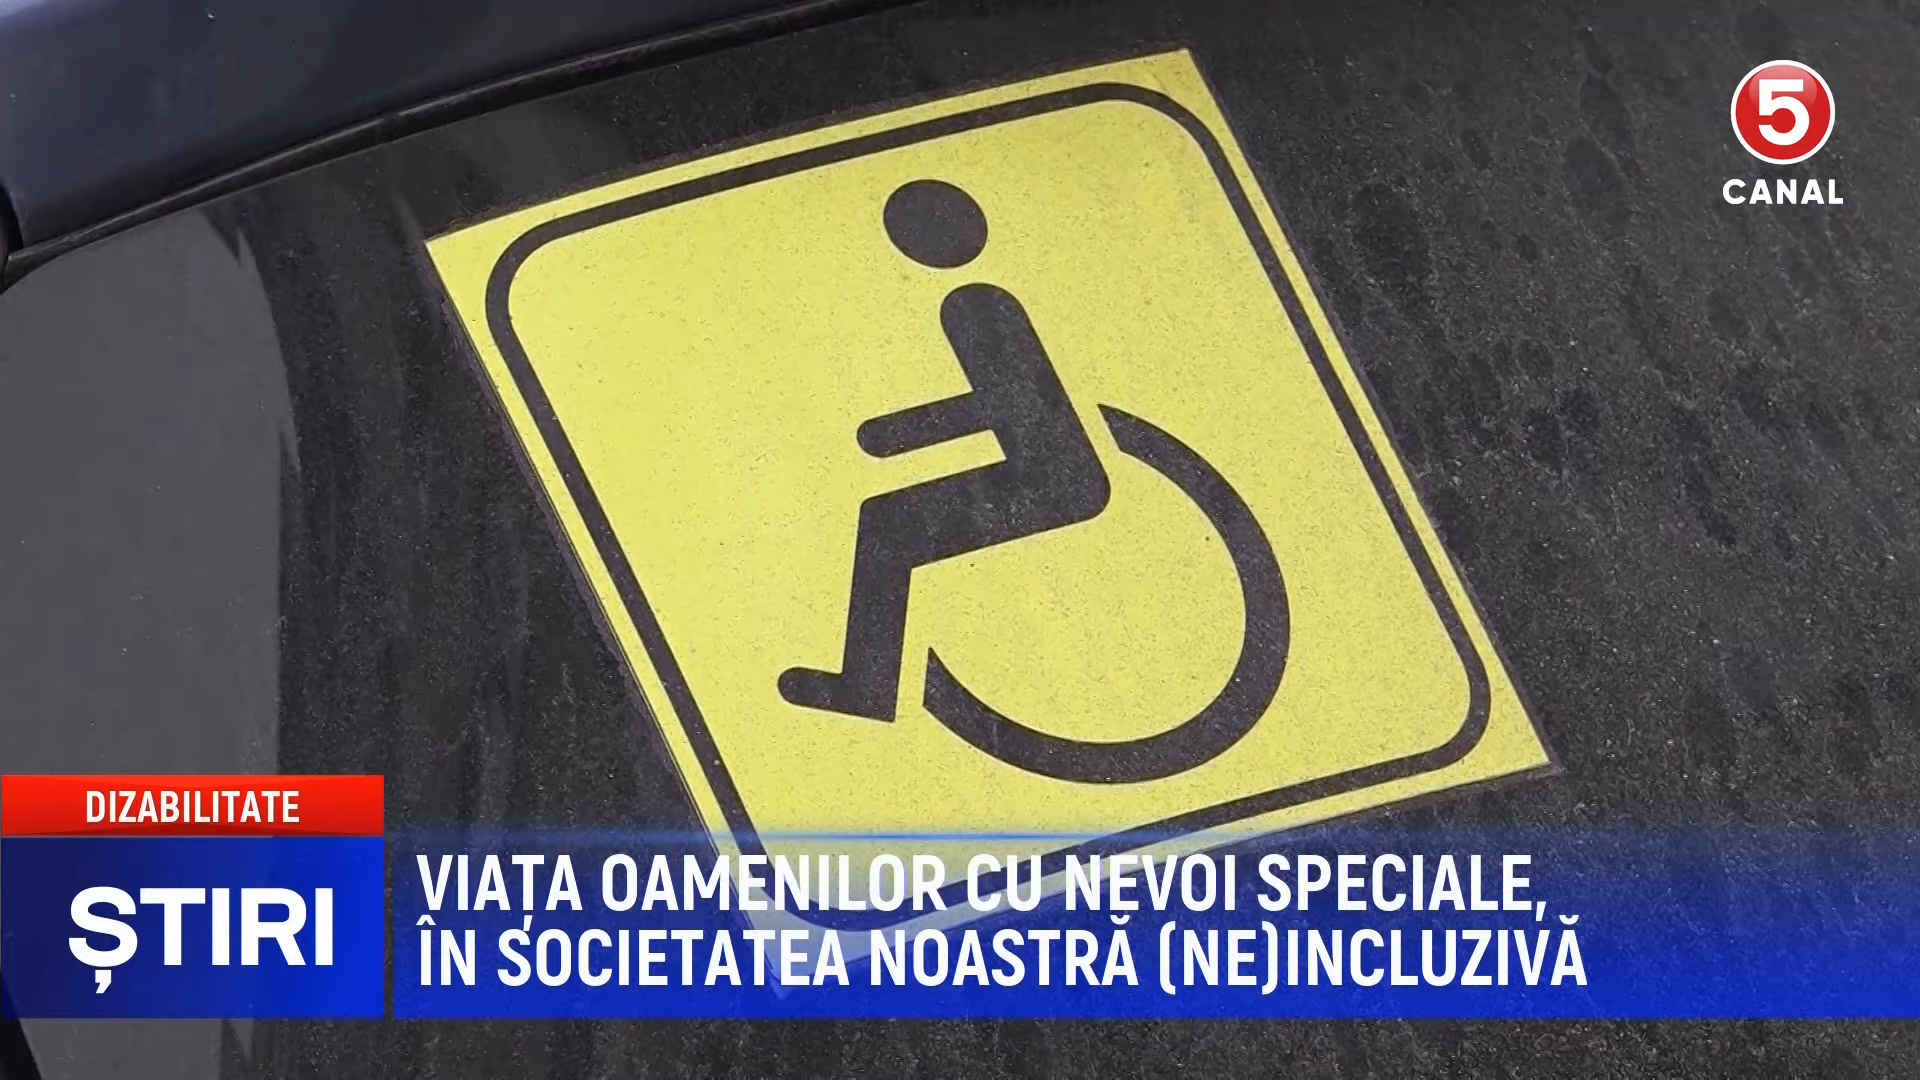 5
CANAL
DIZABILITATE
ȘTIRI
VIAȚA OAMENILOR CU NEVOI SPECIALE,
ÎN SOCIETATEA NOASTRĂ (NE)INCLUZIVĂ